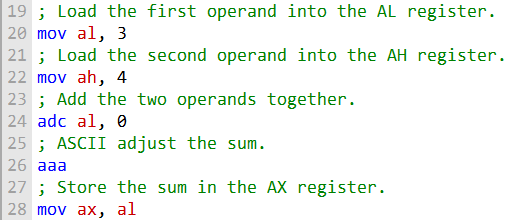 19 ; Load the first operand into the AL register.
20 mov al, 3
21 ; Load the second operand into the AH register.
22 mov ah, 4
23 ; Add the two operands together.
24 adc al, 0
25 ; ASCII adjust the sum.
26 aaa
27 ; Store the sum in the AX register.
28 mov ax, al